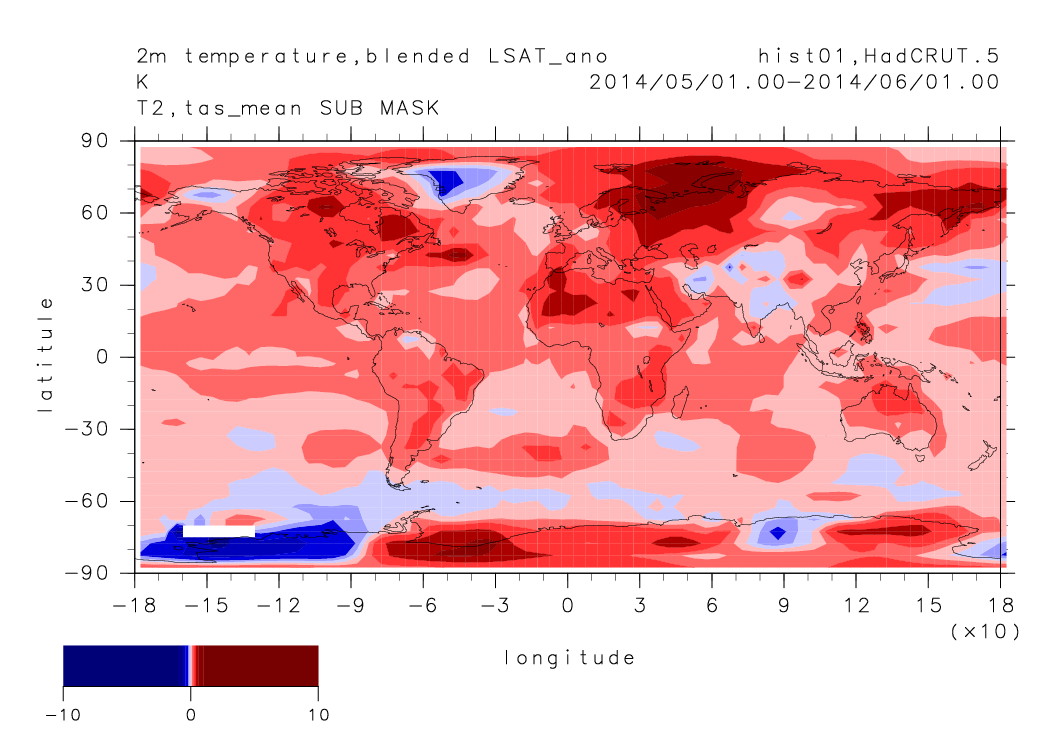 2m temperature,blended LSAT_ano hist01,HadCRUT.5
K 2014/05/01.00−2014/06/01.00
T2,tas_mean SUB MASK
90
60
30
0
−30
−60
−90
latitude
−18 −15 −12 −9 −6 −3 0 3 6 9 12 15 18
(×10)
longitude
−10 0 10